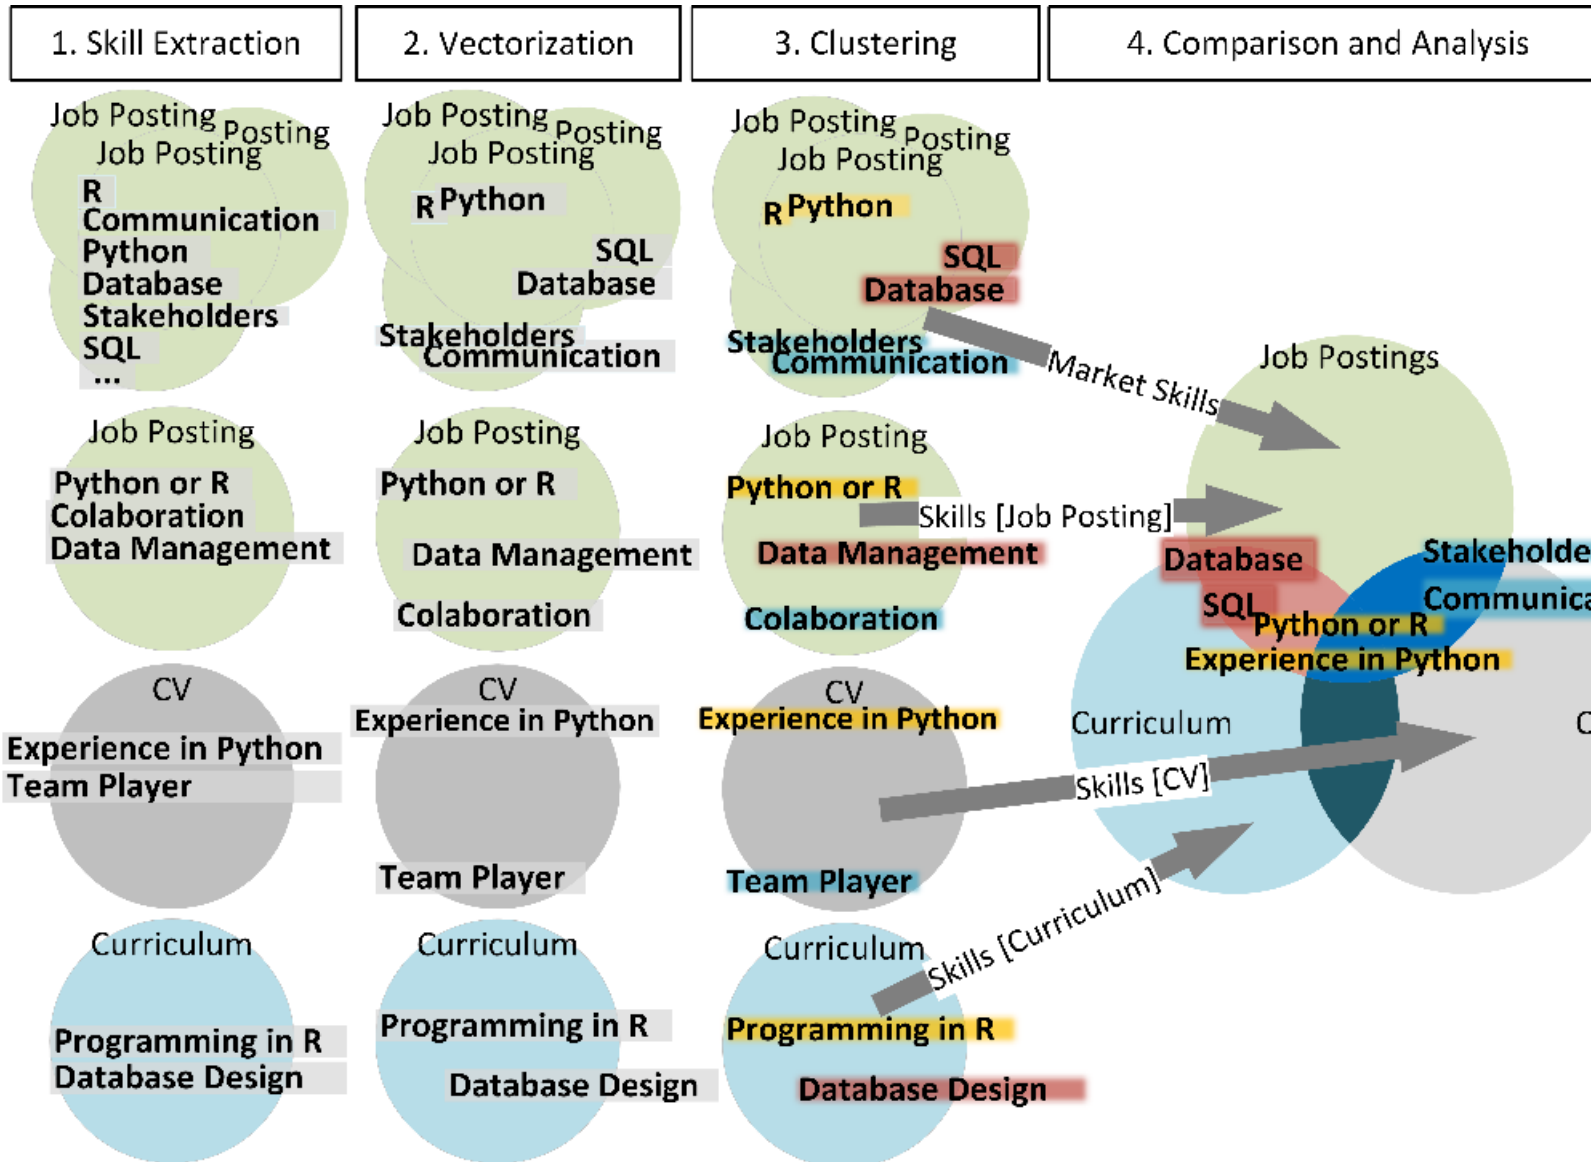 1. Skill Extraction
2. Vectorization
3. Clustering
4. Comparison and Analysis
Job Posting
Posting
Job Posting
R
Communication
Python
Database
Stakeholders
SQL
...
Job Posting
Python or R
Colaboration
Data Management
CV
Experience in Python
Team Player
Curriculum
Programming in R
Database Design
Job Posting
Posting
Job Posting
R Python
SQL
Database
Stakeholders
Communication
Job Posting
Python or R
Data Management
Colaboration
CV
Experience in Python
Team Player
Curriculum
Programming in R
Database Design
Job Posting
Posting
Job Posting
R Python
SQL
Database
Stakeholders
Communication
Job Posting
Python or R
Data Management
Colaboration
CV
Experience in Python
Team Player
Curriculum
Programming in R
Database Design
Market Skills
Skills [Job Posting]
Skills [CV]
Skills [Curriculum]
Job Postings
Database
SQL
Stakeholde
Communica
Python or R
Experience in Python
Curriculum
C